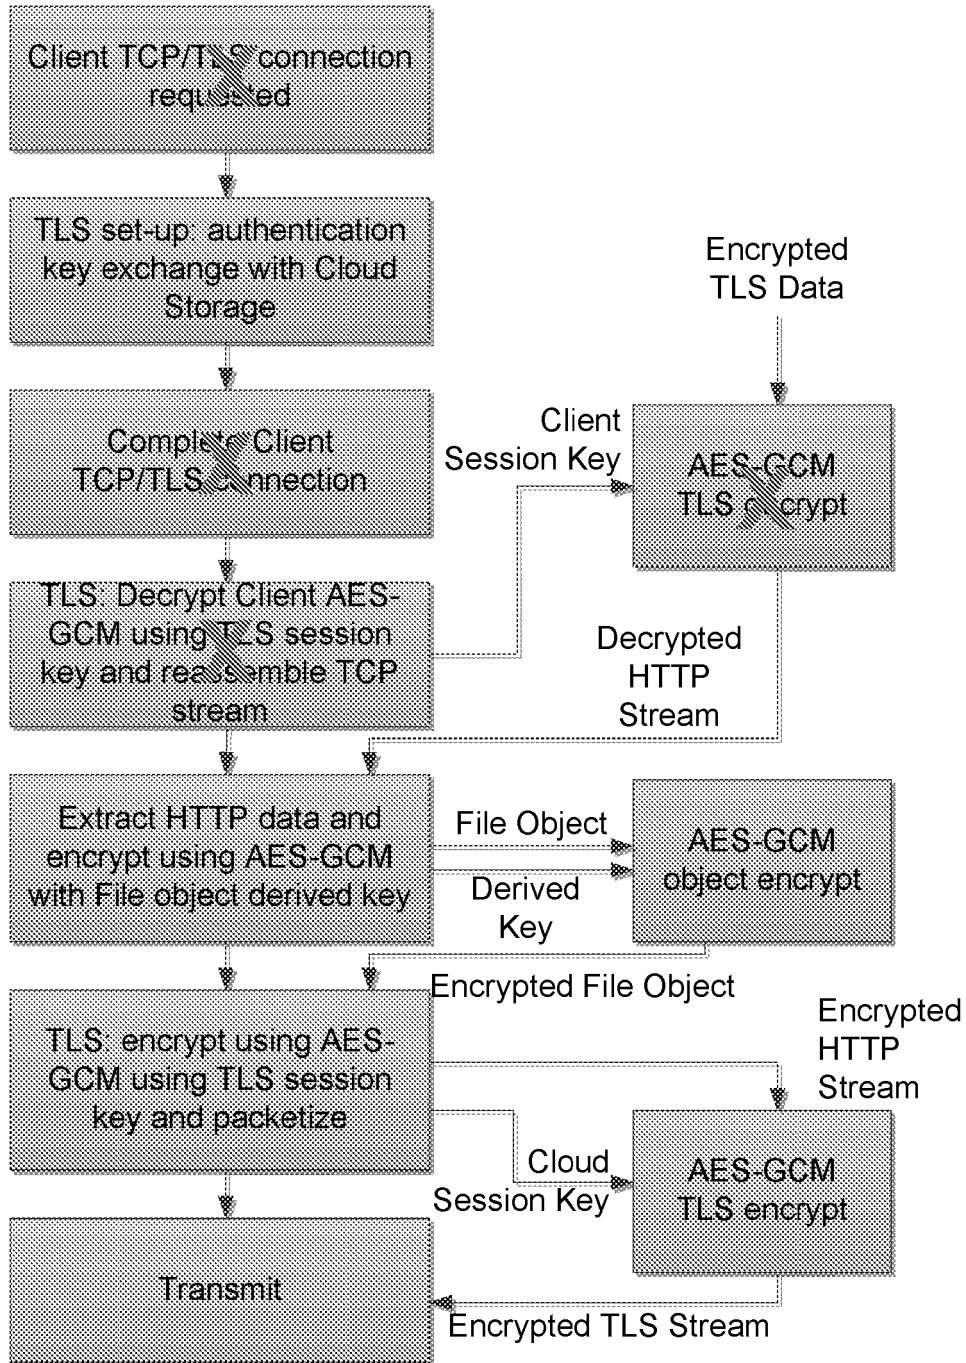 Client TCP/TLS connection
requested
TLS set-up: authentication
key exchange with Cloud
Storage
Encrypted
TLS Data
Complete Client
TCP/TLS connection
Client
Session Key
AES-GCM
TLS
TLS: Decrypt Client AES-
GCM using TLS session
key and reassemble TCP
stream
Decrypted
HTTP
Stream
Extract HTTP data and
encrypt using AES-GCM
with File object derived key
File Object
Derived
Key
AES-GCM
object encrypt
Encrypted File Object
TLS: encrypt using AES-
GCM using TLS session
key and packetize
Encrypted
HTTP
Stream
Cloud
Session Key
AES-GCM
TLS encrypt
Transmit
Encrypted TLS Stream